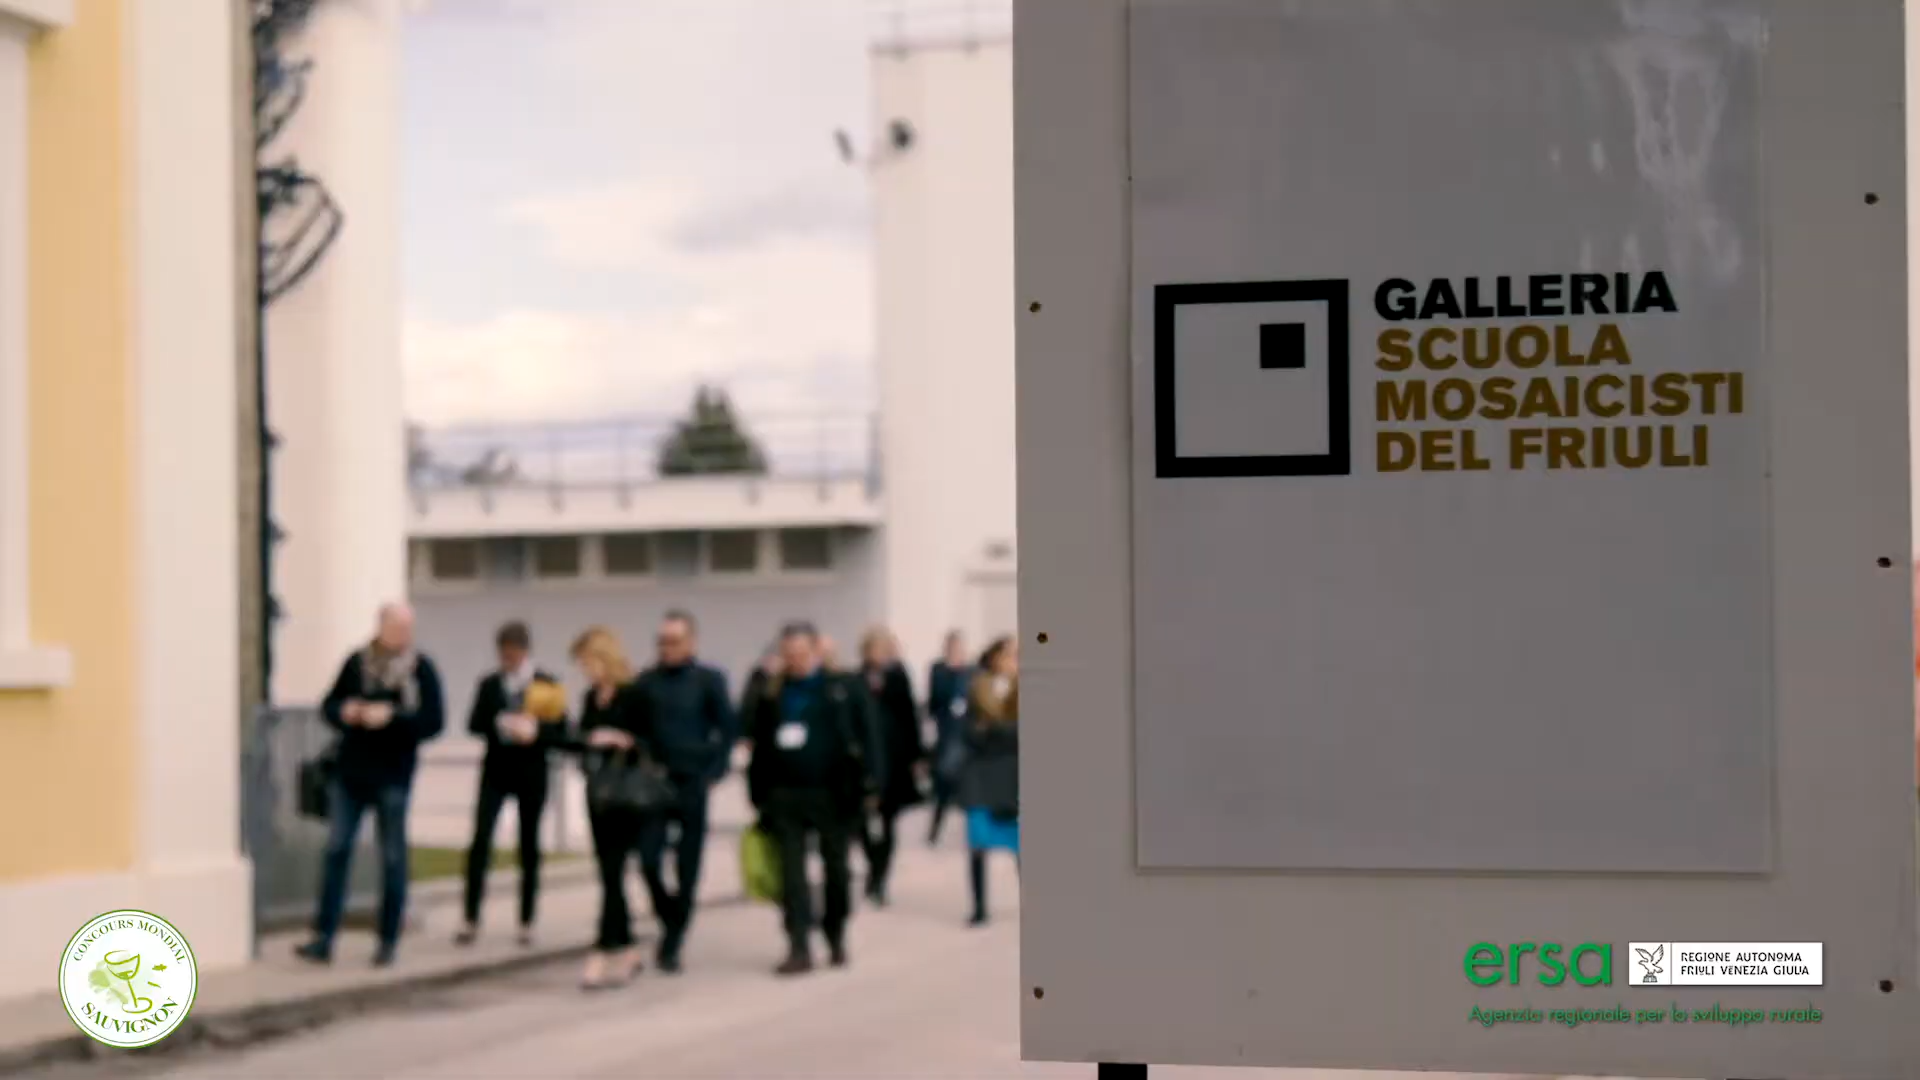 GALLERIA
SCUOLA
MOSAICISTI
DEL FRIULI
CONCOURS MONDIAL
SAUVIGNON
ersa
REGIONE AUTONOMA
FRIULI VENEZIA GIULIA
Agenzia regionale per lo sviluppo rurale